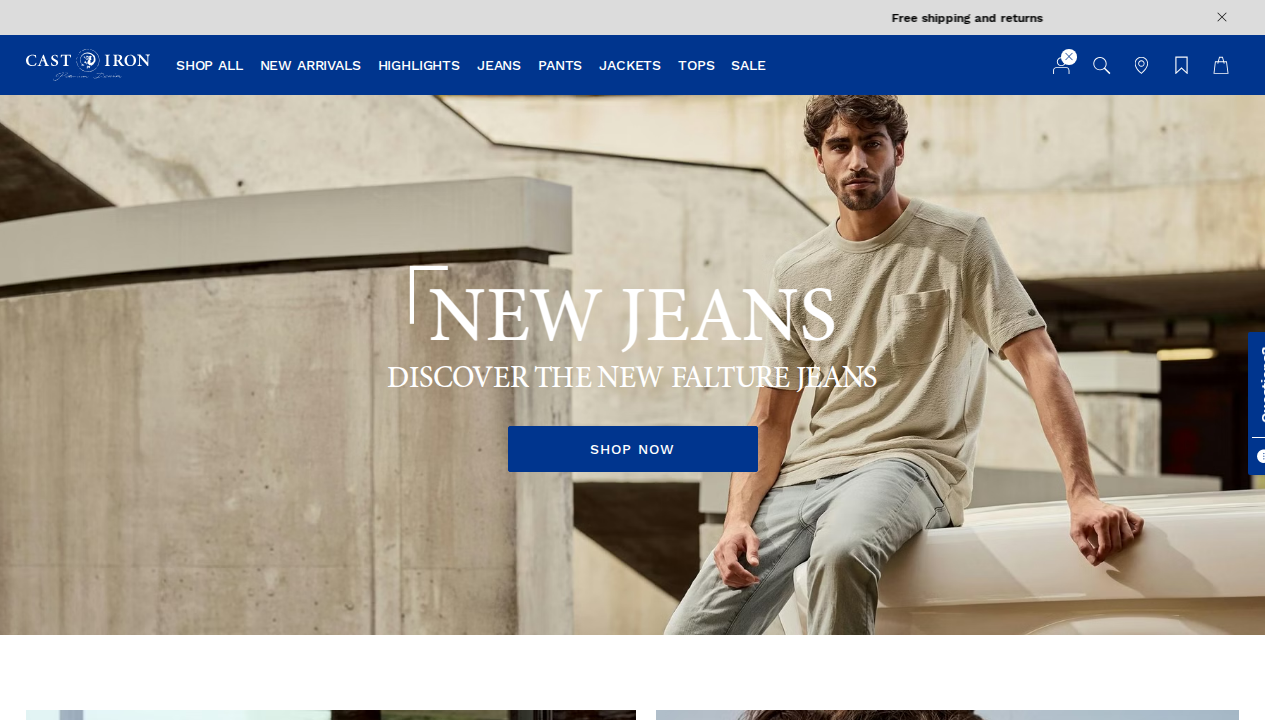 Free shipping and returns
CAST IRON
SHOP ALL
NEW ARRIVALS
HIGHLIGHTS
JEANS
PANTS
JACKETS
TOPS
SALE
NEW JEANS
DISCOVER THE NEW FALTURE JEANS
SHOP NOW